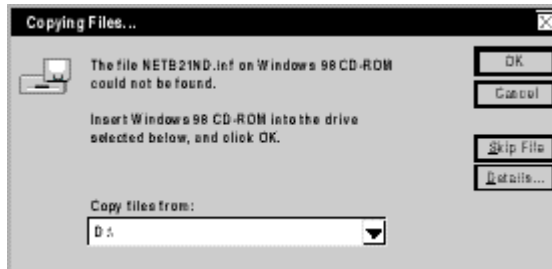 Copying Files...
The file NETB21ND.inf on Windows 98 CD-ROM
could not be found.
Insert Windows 98 CD-ROM into the drive
selected below, and click OK.
Copy files from:
D:\
OK
Cancel
Skip File
Details...